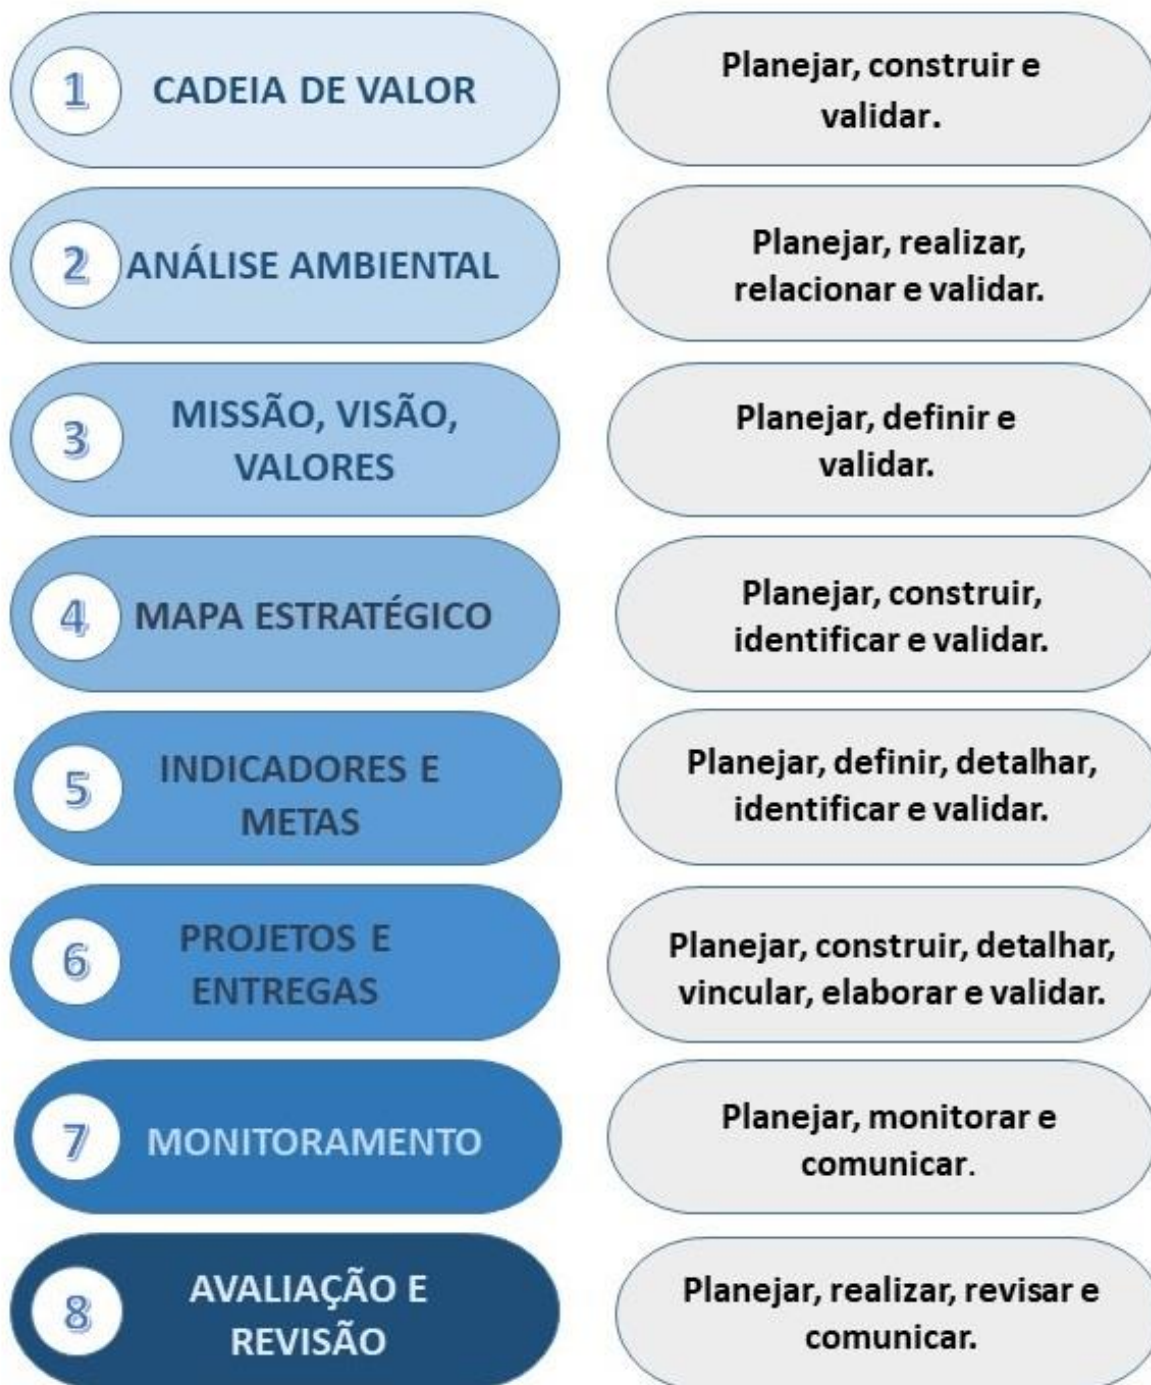 1
CADEIA DE VALOR
Planejar, construir e
validar.
2
ANÁLISE AMBIENTAL
Planejar, realizar,
relacionar e validar.
3
MISSÃO, VISÃO,
VALORES
Planejar, definir e
validar.
4
MAPA ESTRATÉGICO
Planejar, construir,
identificar e validar.
5
INDICADORES E
METAS
Planejar, definir, detalhar,
identificar e validar.
6
PROJETOS E
ENTREGAS
Planejar, construir, detalhar,
vincular, elaborar e validar.
7
MONITORAMENTO
Planejar, monitorar e
comunicar.
8
AVALIAÇÃO E
REVISÃO
Planejar, realizar, revisar e
comunicar.